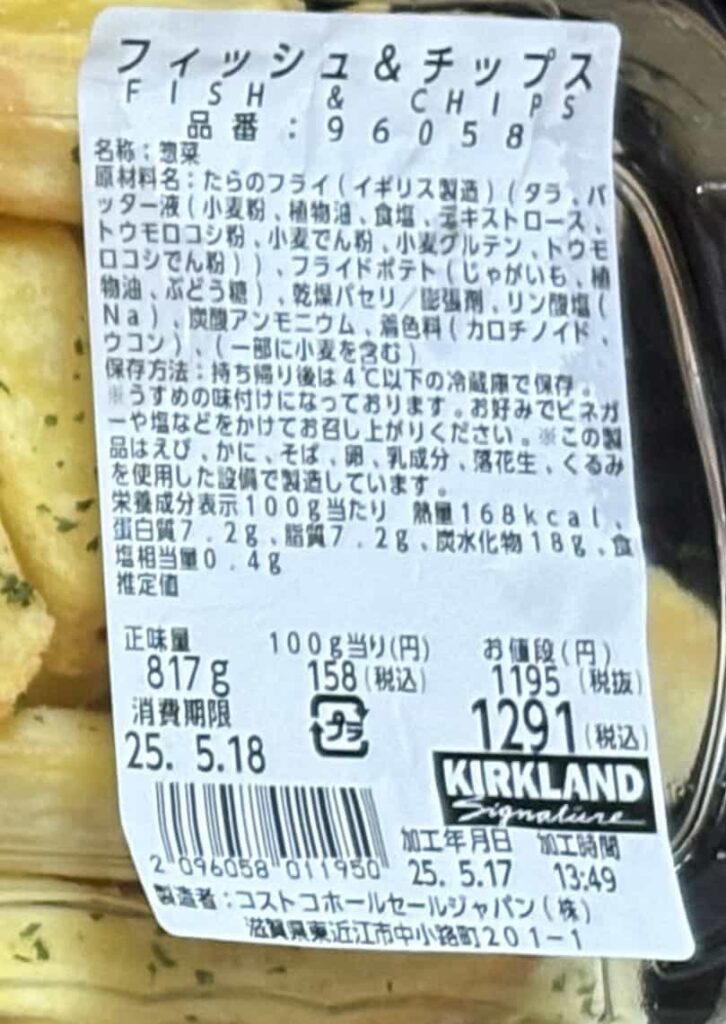 フィッシュ&チップス
FISH & CHIPS
品番:96058
名称:惣菜
原材料名:たらのフライ(イギリス製造)(タラ、バ
ッター液(小麦粉、植物油、食塩、デキストロース、
トウモロコシ粉、小麦でん粉、小麦グルテン、トウモ
ロコシでん粉))、フライドポテト(じゃがいも、植
物油、ぶどう糖)、乾燥パセリ/膨張剤、リン酸塩(
Na)、炭酸アンモニウム、着色料(カロチノイド、
ウコン)、(一部に小麦を含む)
保存方法:持ち帰り後は4℃以下の冷蔵庫で保存。
※うすめの味付けになっております。お好みでビネガ
ーや塩などをかけてお召し上がりください。※この製
品はえび、かに、そば、卵、乳成分、落花生、くるみ
を使用した設備で製造しています。
栄養成分表示100g当たり 熱量168kcal、
蛋白質7.2g、脂質7.2g、炭水化物18g、食
塩相当量0.4g
推定値
正味量 100g当り(円) お値段(円)
817g 158(税込) 1195(税抜)
消費期限 プラ 1291(税込)
25. 5.18
KIRKLAND
Signature
加工年月日 加工時間
2 096058 011950 25. 5.17 13:49
製造者:コストコホールセールジャパン(株)
滋賀県東近江市中小路町201-1